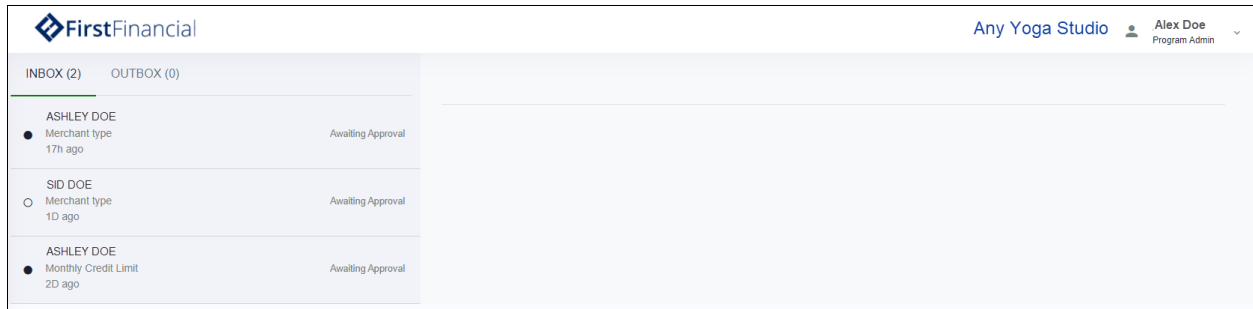 FirstFinancial
Any Yoga Studio
Alex Doe
Program Admin
INBOX (2) OUTBOX (0)
ASHLEY DOE
Merchant type Awaiting Approval
17h ago
SID DOE
Merchant type Awaiting Approval
1D ago
ASHLEY DOE
Monthly Credit Limit Awaiting Approval
2D ago